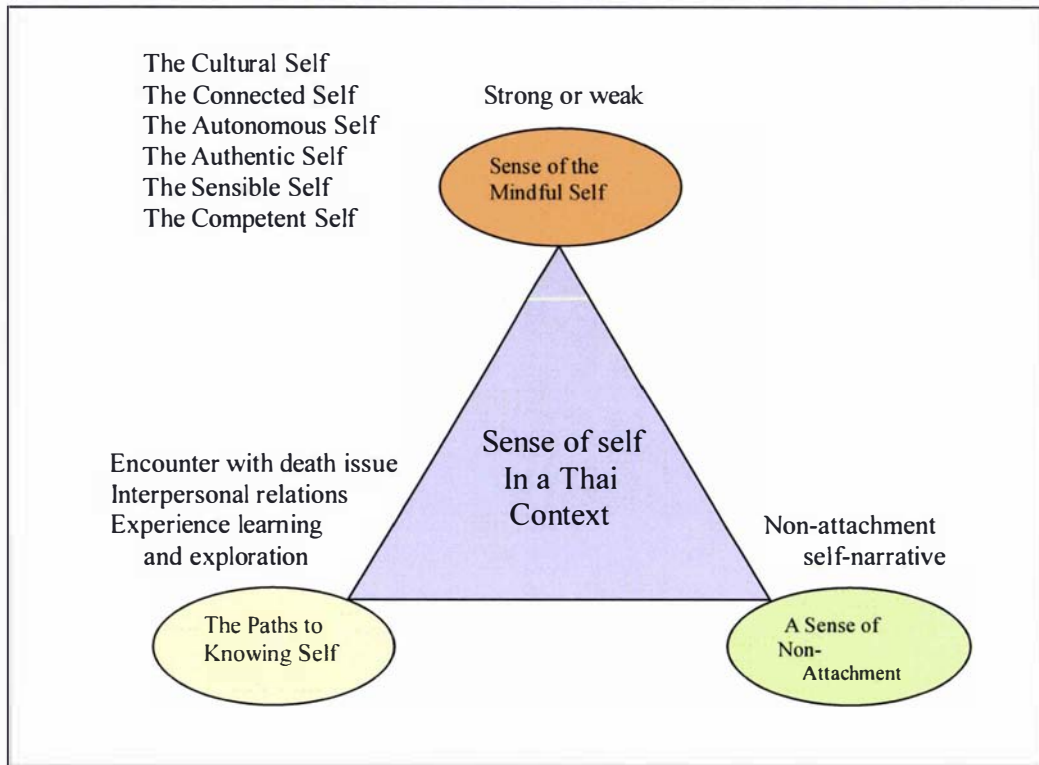 The Cultural Self
The Connected Self
The Autonomous Self
The Authentic Self
The Sensible Self
The Competent Self
Strong or weak
Sense of the
Mindful Self
Sense of self
In a Thai
Context
Encounter with death issue
Interpersonal relations
Experience learning
and exploration
The Paths to
Knowing Self
Non-attachment
self-narrative
A Sense of
Non-
Attachment